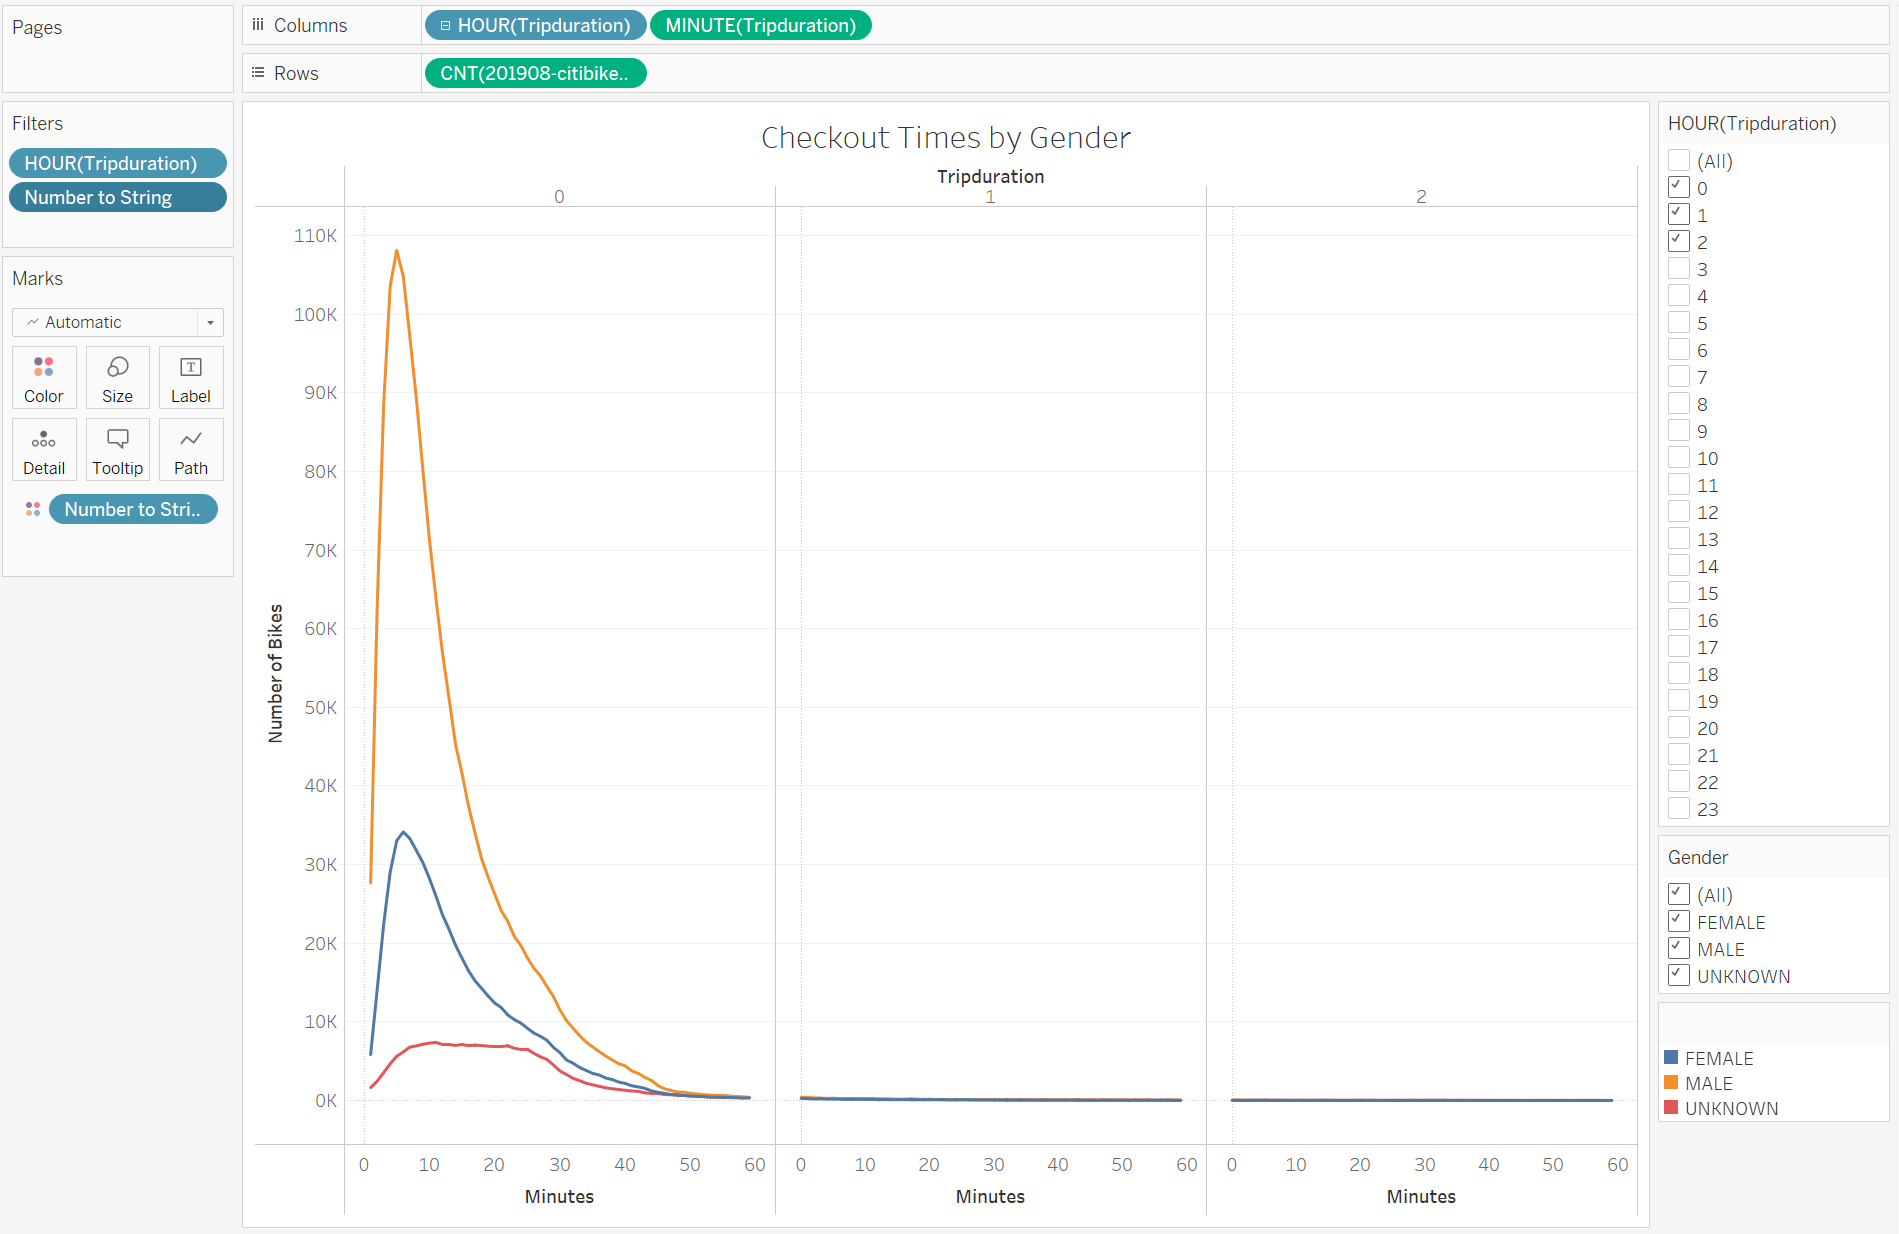 Pages
Columns
HOUR(Tripduration)
MINUTE(Tripduration)
Rows
CNT(201908-citibike..
Filters
HOUR(Tripduration)
Number to String
Marks
Automatic
Color
Size
Label
Detail
Tooltip
Path
Number to Stri..
Checkout Times by Gender
Tripduration
0
1
2
110K
100K
90K
80K
70K
60K
50K
40K
30K
20K
10K
0K
Number of Bikes
0 10 20 30 40 50 60
0 10 20 30 40 50 60
0 10 20 30 40 50 60
Minutes
Minutes
Minutes
HOUR(Tripduration)
(All)
0
1
2
3
4
5
6
7
8
9
10
11
12
13
14
15
16
17
18
19
20
21
22
23
Gender
(All)
FEMALE
MALE
UNKNOWN
FEMALE
MALE
UNKNOWN